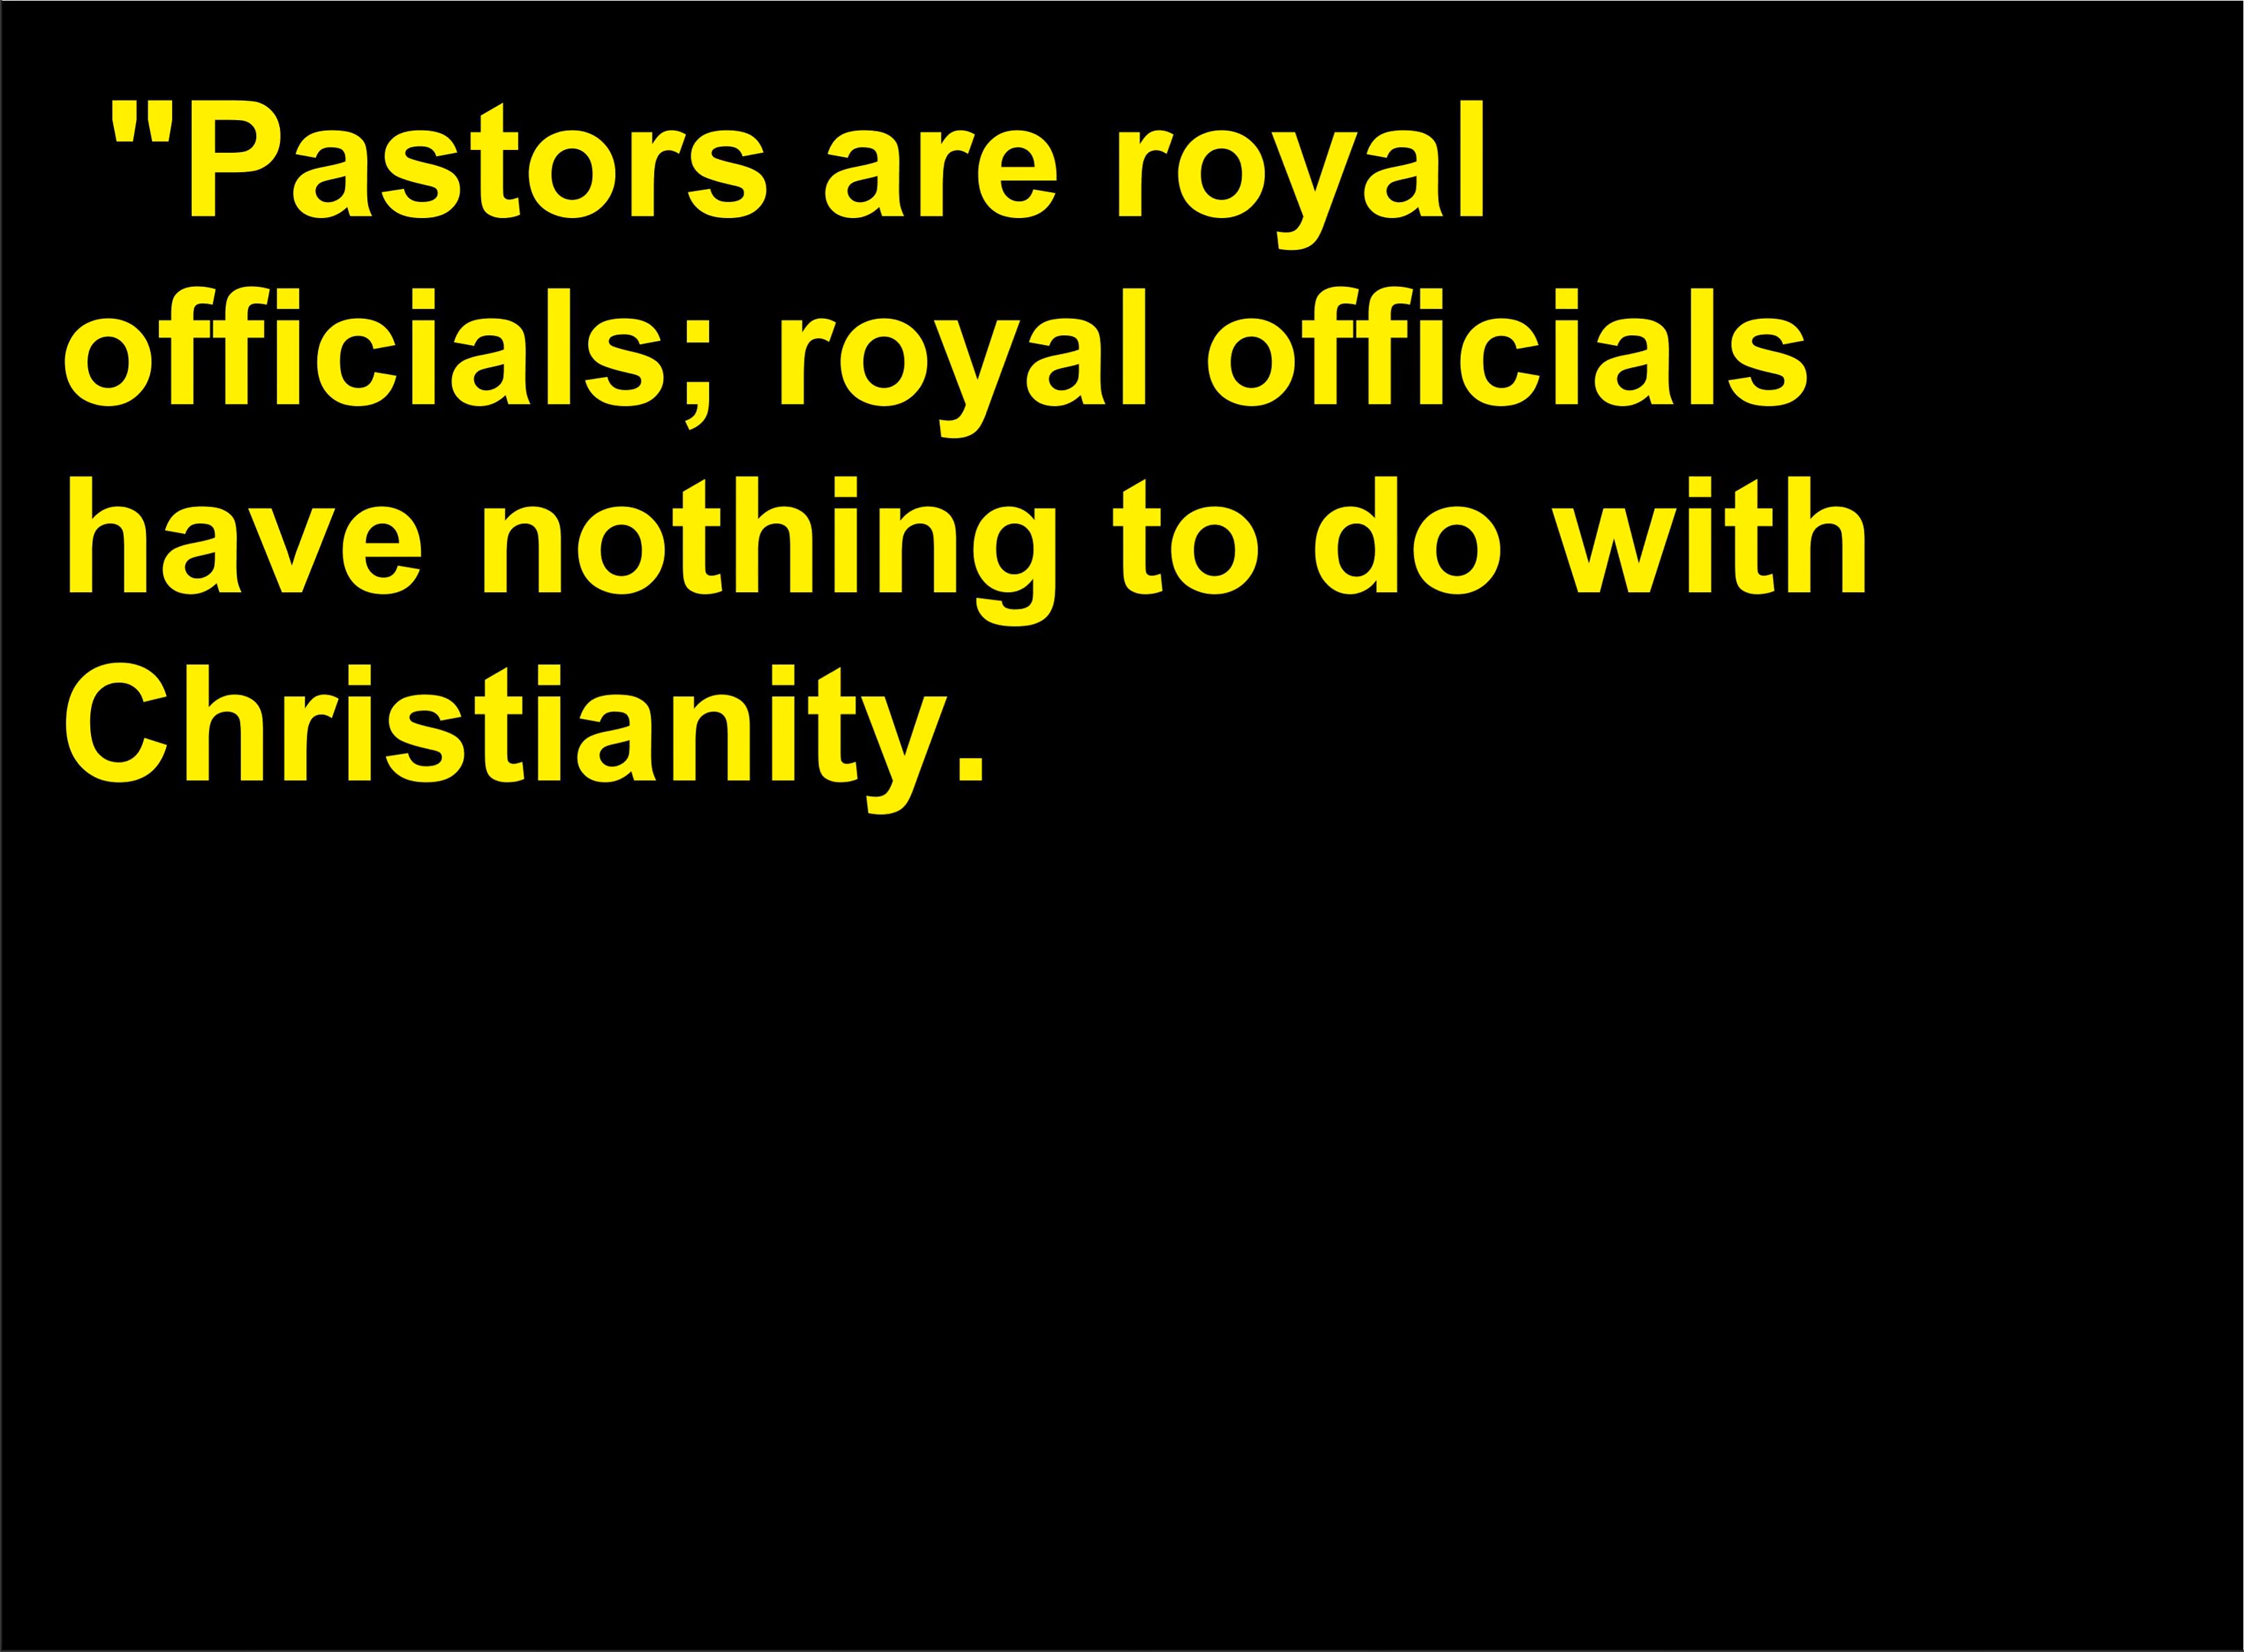 "Pastors are royal
officials; royal officials
have nothing to do with
Christianity.